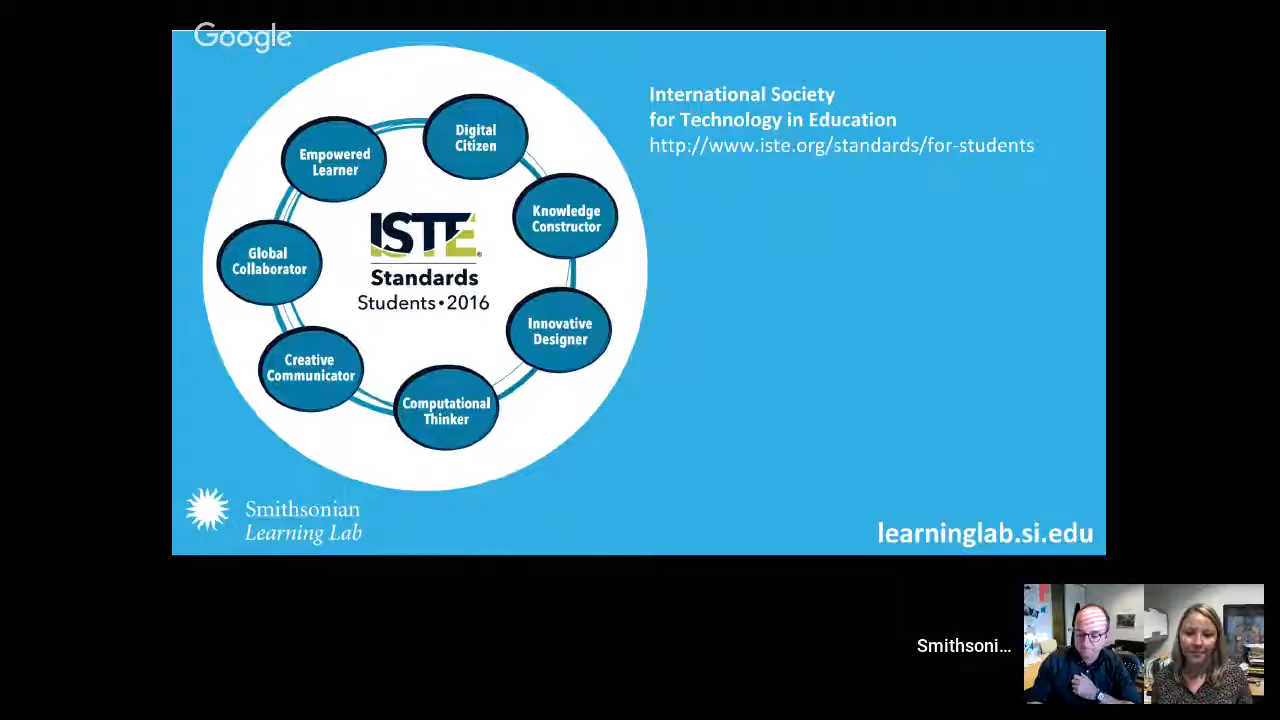 Google
International Society
for Technology in Education
http://www.iste.org/standards/for-students
Digital
Citizen
Empowered
Learner
Knowledge
Constructor
Global
Collaborator
ISTE®
Standards
Students•2016
Innovative
Designer
Creative
Communicator
Computational
Thinker
Smithsonian
Learning Lab
learninglab.si.edu
Smithsoni...